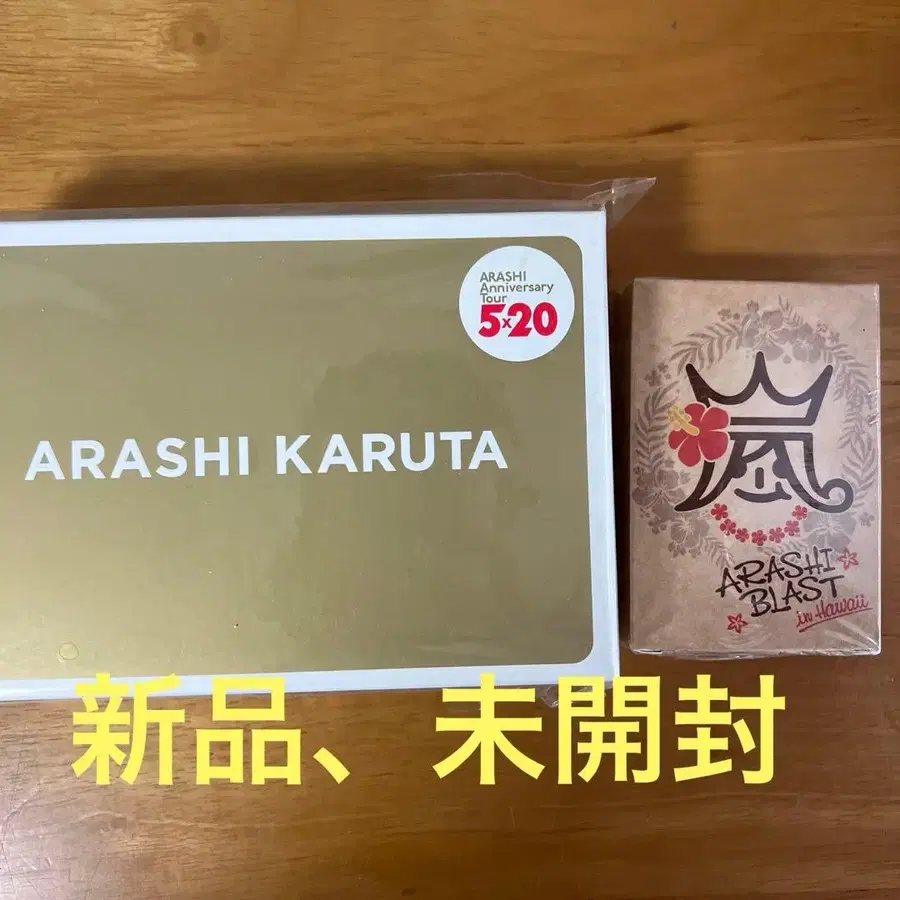 ARASHI
Anniversary
Tour
5×20
ARASHI KARUTA
嵐
ARASHI
BLAST
in Hawaii
新品、未開封